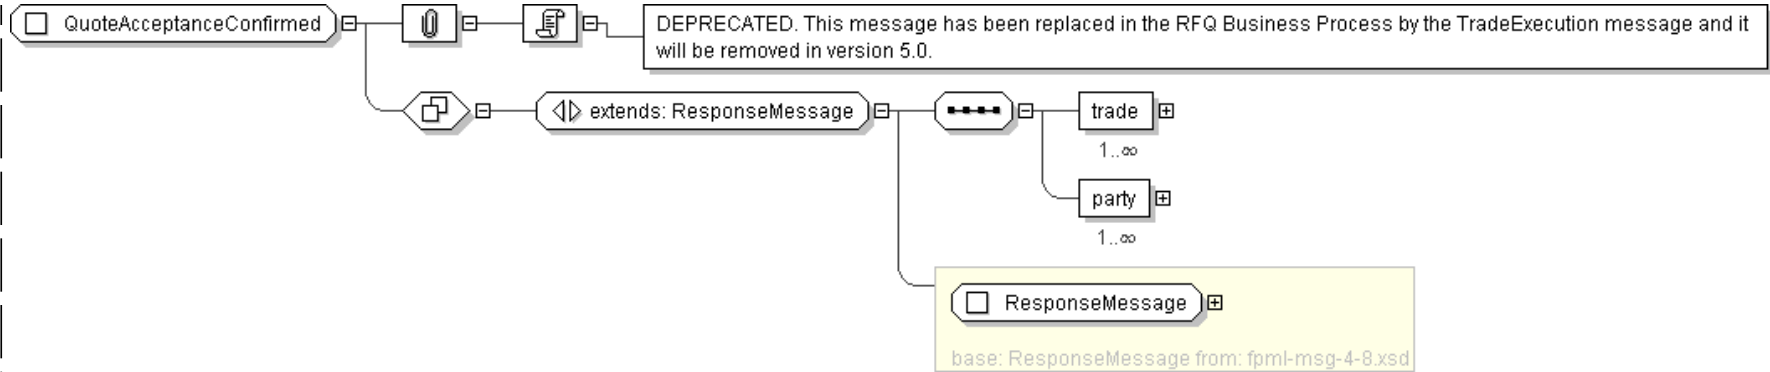 QuoteAcceptanceConfirmed
DEPRECATED. This message has been replaced in the RFQ Business Process by the TradeExecution message and it
will be removed in version 5.0.
extends: ResponseMessage
trade
1..∞
party
1..∞
ResponseMessage
base: ResponseMessage from: fpml-msg-4-8.xsd